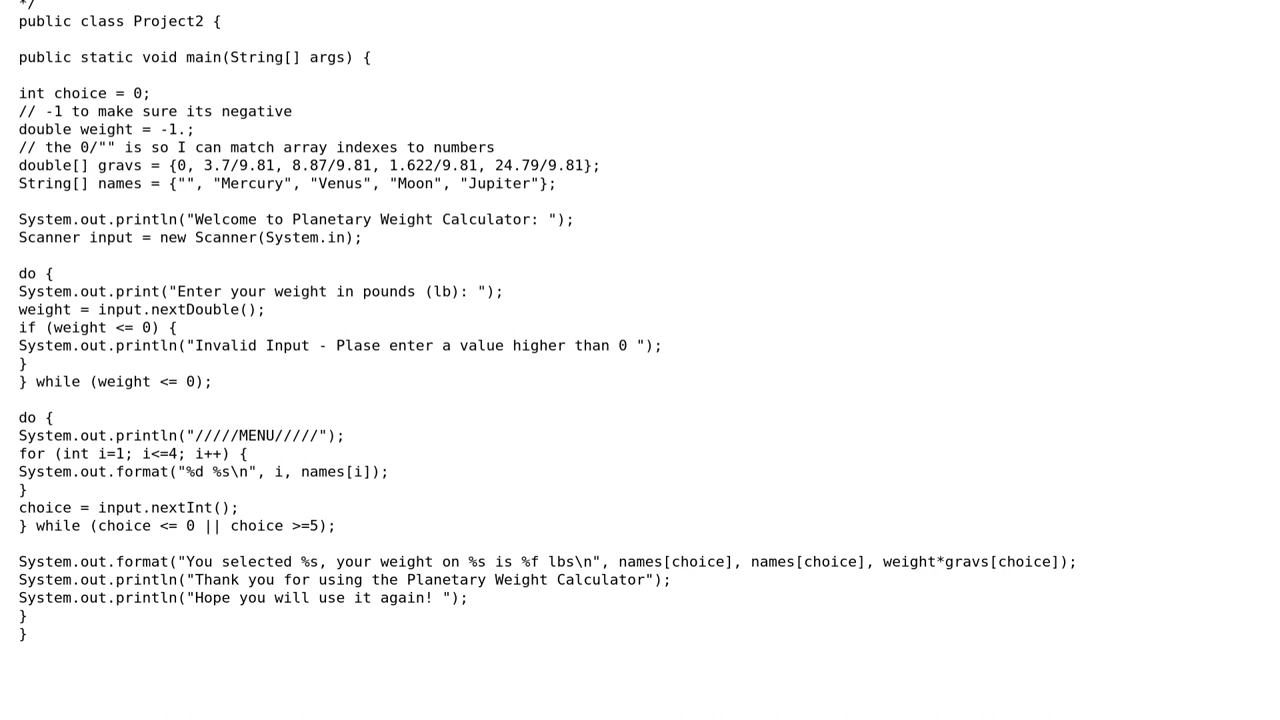 */
public class Project2 {
public static void main(String[] args) {
int choice = 0;
// -1 to make sure its negative
double weight = -1.;
// the 0/"" is so I can match array indexes to numbers
double[] gravs = {0, 3.7/9.81, 8.87/9.81, 1.622/9.81, 24.79/9.81};
String[] names = {"", "Mercury", "Venus", "Moon", "Jupiter"};
System.out.println("Welcome to Planetary Weight Calculator: ");
Scanner input = new Scanner(System.in);
do {
System.out.print("Enter your weight in pounds (lb): ");
weight = input.nextDouble();
if (weight <= 0) {
System.out.println("Invalid Input - Plase enter a value higher than 0 ");
}
} while (weight <= 0);
do {
System.out.println("/////MENU/////");
for (int i=1; i<=4; i++) {
System.out.format("%d %s\n", i, names[i]);
}
choice = input.nextInt();
} while (choice <= 0 || choice >=5);
System.out.format("You selected %s, your weight on %s is %f lbs\n", names[choice], names[choice], weight*gravs[choice]);
System.out.println("Thank you for using the Planetary Weight Calculator");
System.out.println("Hope you will use it again! ");
}
}